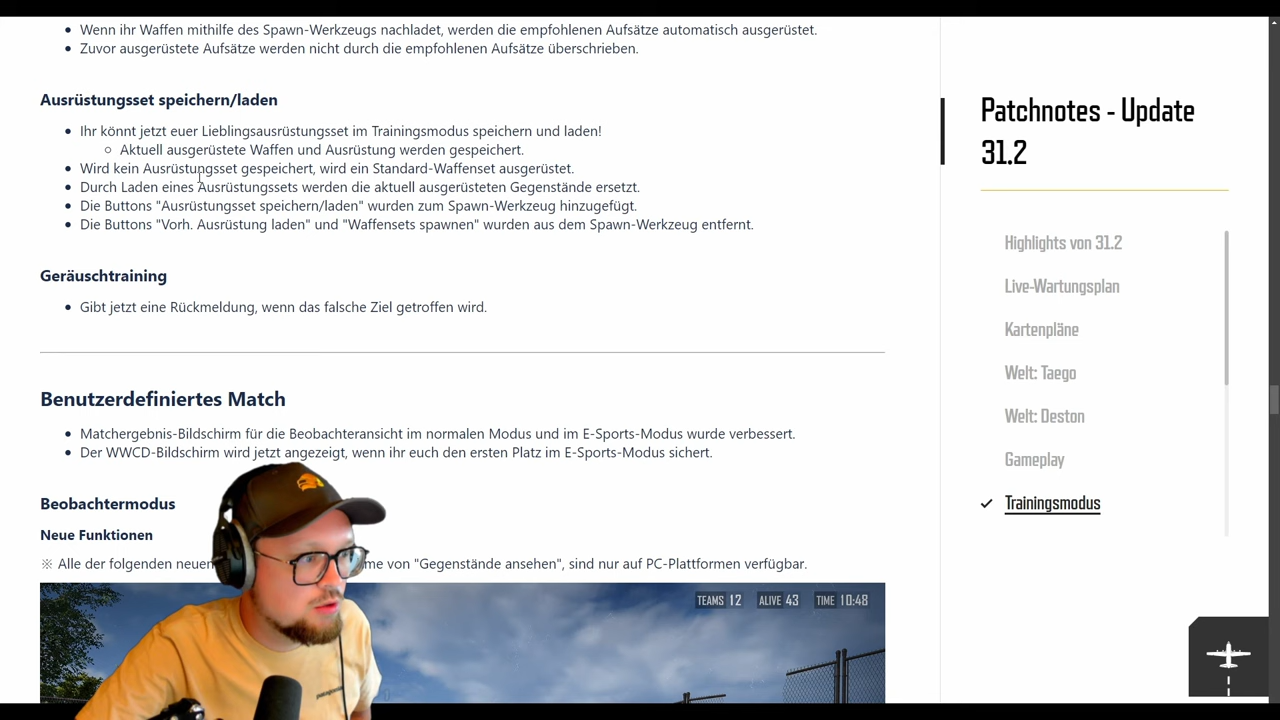 Wenn ihr Waffen mithilfe des Spawn-Werkzeugs nachladet, werden die empfohlenen Aufsätze automatisch ausgerüstet.
Zuvor ausgerüstete Aufsätze werden nicht durch die empfohlenen Aufsätze überschrieben.
Ausrüstungsset speichern/laden
Ihr könnt jetzt euer Lieblingsausrüstungsset im Trainingsmodus speichern und laden!
Aktuell ausgerüstete Waffen und Ausrüstung werden gespeichert.
Wird kein Ausrüstungsset gespeichert, wird ein Standard-Waffenset ausgerüstet.
Durch Laden eines Ausrüstungssets werden die aktuell ausgerüsteten Gegenstände ersetzt.
Die Buttons "Ausrüstungsset speichern/laden" wurden zum Spawn-Werkzeug hinzugefügt.
Die Buttons "Vorh. Ausrüstung laden" und "Waffensets spawnen" wurden aus dem Spawn-Werkzeug entfernt.
Geräuschtraining
Gibt jetzt eine Rückmeldung, wenn das falsche Ziel getroffen wird.
Benutzerdefiniertes Match
Matchergebnis-Bildschirm für die Beobachteransicht im normalen Modus und im E-Sports-Modus wurde verbessert.
Der WWCD-Bildschirm wird jetzt angezeigt, wenn ihr euch den ersten Platz im E-Sports-Modus sichert.
Beobachtermodus
Neue Funktionen
※ Alle der folgenden neuen me von "Gegenstände ansehen", sind nur auf PC-Plattformen verfügbar.
TEAMS 12 ALIVE 43 TIME 10:48
patagonia
Patchnotes - Update
31.2
Highlights von 31.2
Live-Wartungsplan
Kartenpläne
Welt: Taego
Welt: Deston
Gameplay
Trainingsmodus